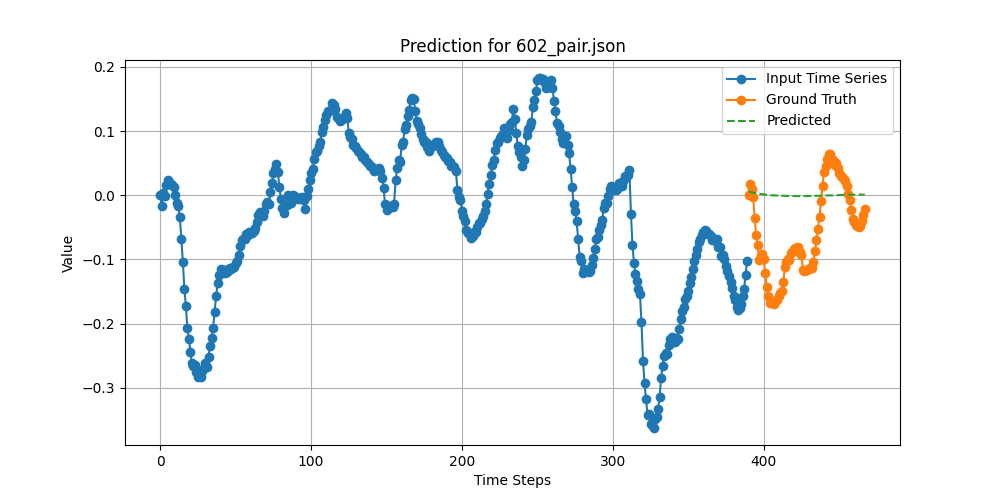 Prediction for 602_pair.json
Input Time Series
Ground Truth
Predicted
0.2
0.1
0.0
−0.1
−0.2
−0.3
Value
0
100
200
300
400
Time Steps